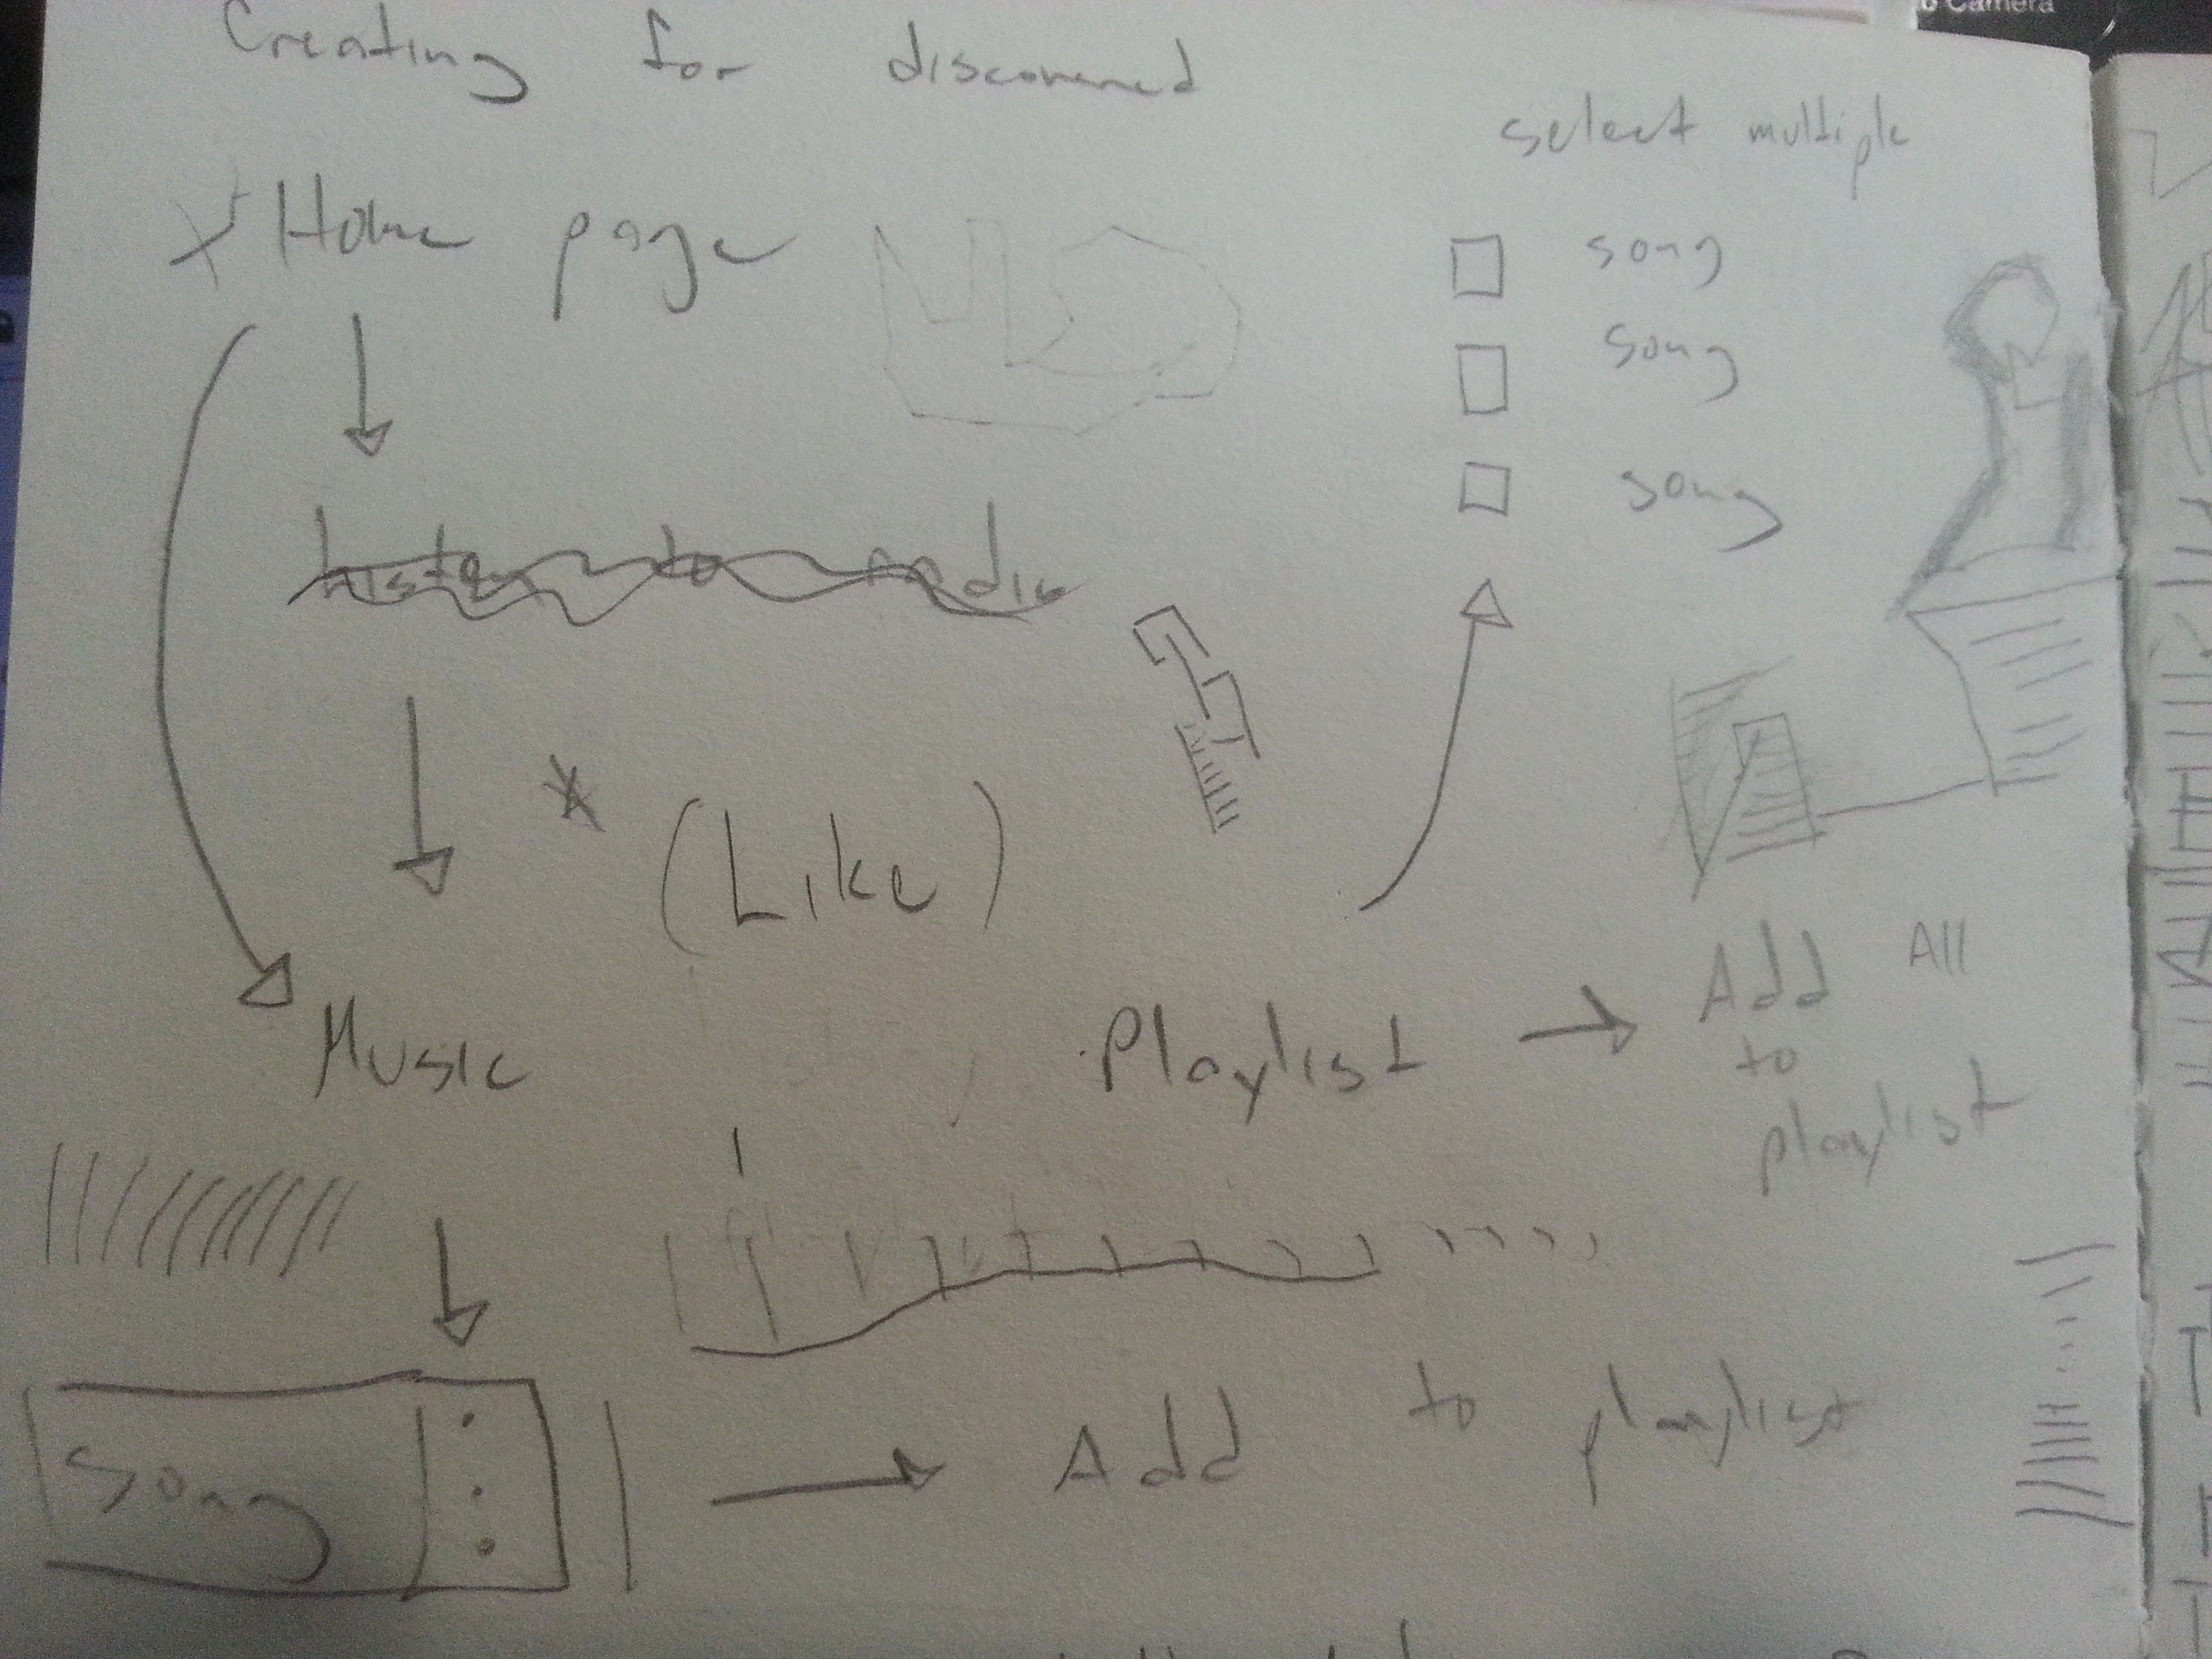 Camera
Creating for discovered
select multiple
Home page
song
song
song
Listen to radio
* (Like)
Music
Playlist → Add All
to
playlist
Song
Add to playlist